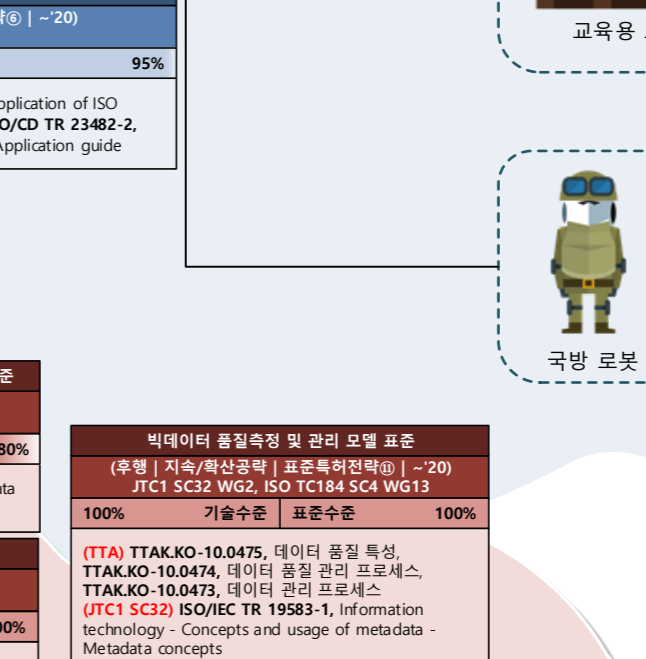 ⑥ | ~'20)
95%
pplication of ISO
O/CD TR 23482-2,
Application guide
교육용
국방 로봇
준
80%
ata
00%
빅데이터 품질측정 및 관리 모델 표준
(후행 | 지속/확산공략 | 표준특허전략⑪ | ~'20)
JTC1 SC32 WG2, ISO TC184 SC4 WG13
100% 기술수준 표준수준 100%
(TTA) TTAK.KO-10.0475, 데이터 품질 특성,
TTAK.KO-10.0474, 데이터 품질 관리 프로세스,
TTAK.KO-10.0473, 데이터 관리 프로세스
(JTC1 SC32) ISO/IEC TR 19583-1, Information
technology - Concepts and usage of metadata -
Metadata concepts